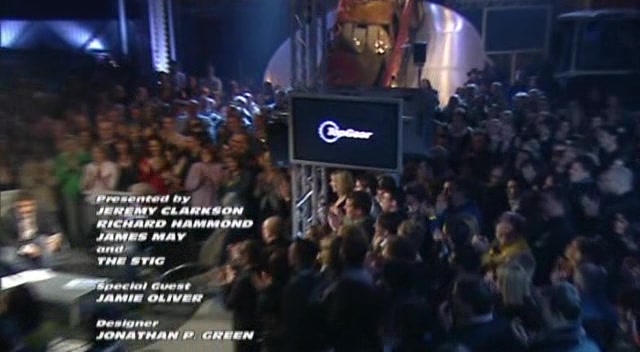 TopGear
Presented by
JEREMY CLARKSON
RICHARD HAMMOND
JAMES MAY
and
THE STIG
Special Guest
JAMIE OLIVER
Designer
JONATHAN P. GREEN